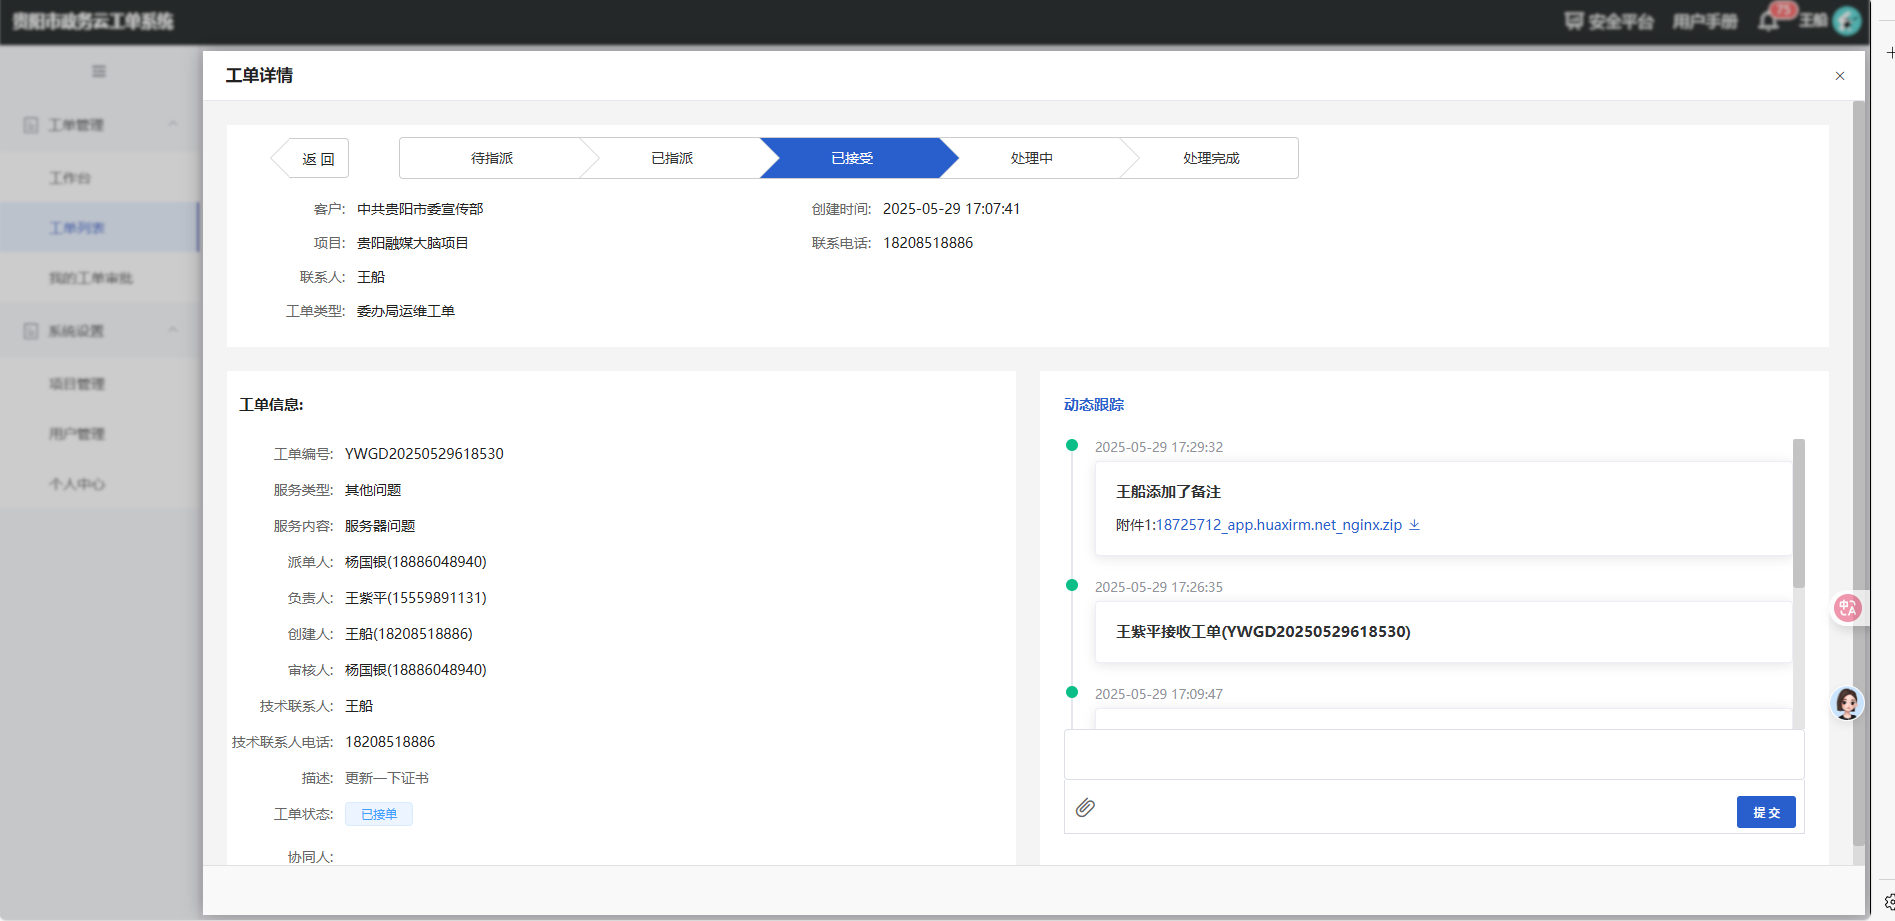 贵阳市政务云工单系统
安全平台 用户手册 75 王船
工单管理
工作台
工单列表
我的工单审批
系统设置
项目管理
用户管理
个人中心
工单详情
返 回
待指派 已指派 已接受 处理中 处理完成
客户: 中共贵阳市委宣传部 创建时间: 2025-05-29 17:07:41
项目: 贵阳融媒大脑项目 联系电话: 18208518886
联系人: 王船
工单类型: 委办局运维工单
工单信息:
工单编号: YWGD20250529618530
服务类型: 其他问题
服务内容: 服务器问题
派单人: 杨国银(18886048940)
负责人: 王紫平(15559891131)
创建人: 王船(18208518886)
审核人: 杨国银(18886048940)
技术联系人: 王船
技术联系人电话: 18208518886
描述: 更新一下证书
工单状态: 已接单
协同人:
动态跟踪
2025-05-29 17:29:32
王船添加了备注
附件1:18725712_app.huaxirm.net_nginx.zip
2025-05-29 17:26:35
王紫平接收工单(YWGD20250529618530)
2025-05-29 17:09:47
提 交
中A